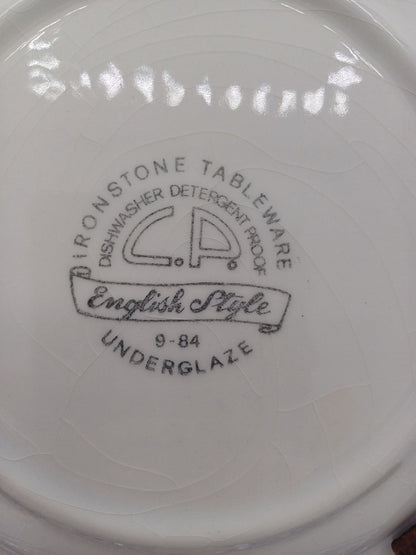 IRONSTONE TABLEWARE
DISHWASHER DETERGENT PROOF
C.P.
English Style
9-84
UNDERGLAZE